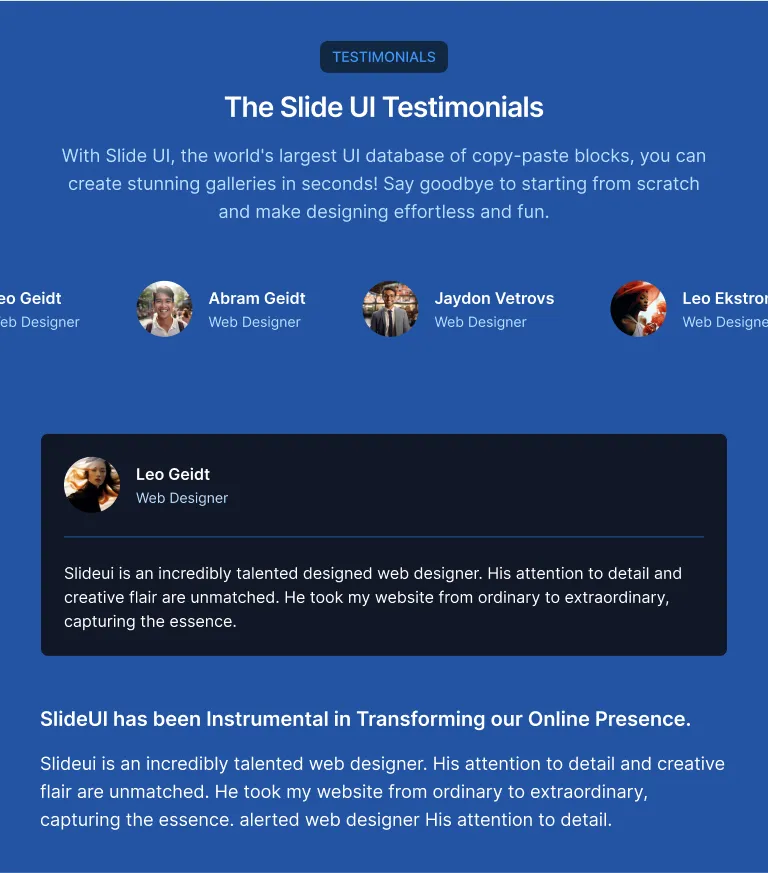 TESTIMONIALS
The Slide UI Testimonials
With Slide UI, the world's largest UI database of copy-paste blocks, you can
create stunning galleries in seconds! Say goodbye to starting from scratch
and make designing effortless and fun.
eo Geidt
eb Designer
Abram Geidt
Web Designer
Jaydon Vetrovs
Web Designer
Leo Ekstror
Web Designe
Leo Geidt
Web Designer
Slideui is an incredibly talented designed web designer. His attention to detail and
creative flair are unmatched. He took my website from ordinary to extraordinary,
capturing the essence.
SlideUI has been Instrumental in Transforming our Online Presence.
Slideui is an incredibly talented web designer. His attention to detail and creative
flair are unmatched. He took my website from ordinary to extraordinary,
capturing the essence. alerted web designer His attention to detail.